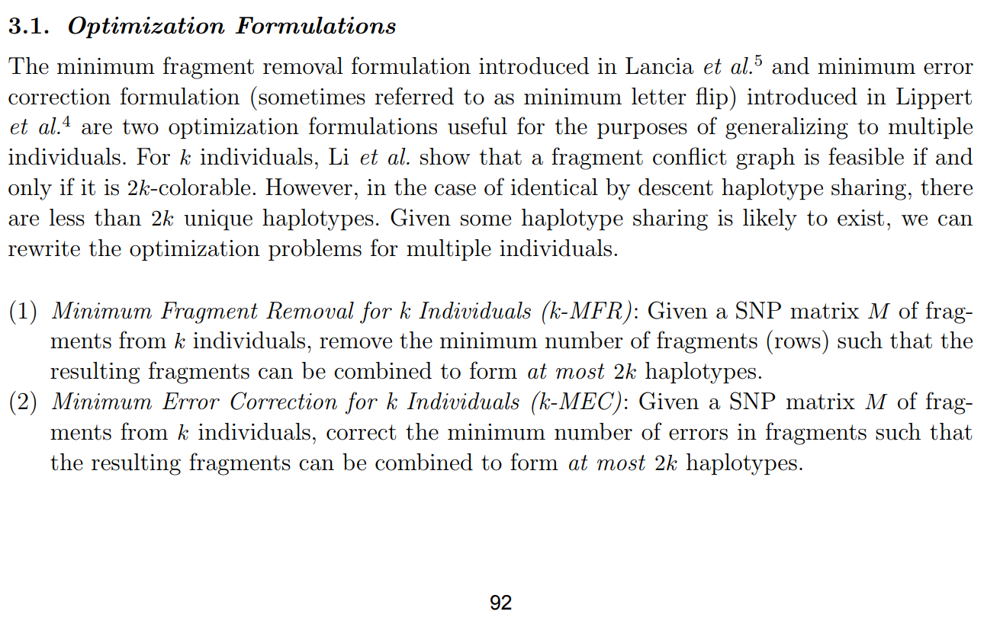 3.1. Optimization Formulations
The minimum fragment removal formulation introduced in Lancia et al.5 and minimum error
correction formulation (sometimes referred to as minimum letter flip) introduced in Lippert
et al.4 are two optimization formulations useful for the purposes of generalizing to multiple
individuals. For k individuals, Li et al. show that a fragment conflict graph is feasible if and
only if it is 2k-colorable. However, in the case of identical by descent haplotype sharing, there
are less than 2k unique haplotypes. Given some haplotype sharing is likely to exist, we can
rewrite the optimization problems for multiple individuals.
(1) Minimum Fragment Removal for k Individuals (k-MFR): Given a SNP matrix M of frag-
ments from k individuals, remove the minimum number of fragments (rows) such that the
resulting fragments can be combined to form at most 2k haplotypes.
(2) Minimum Error Correction for k Individuals (k-MEC): Given a SNP matrix M of frag-
ments from k individuals, correct the minimum number of errors in fragments such that
the resulting fragments can be combined to form at most 2k haplotypes.
92